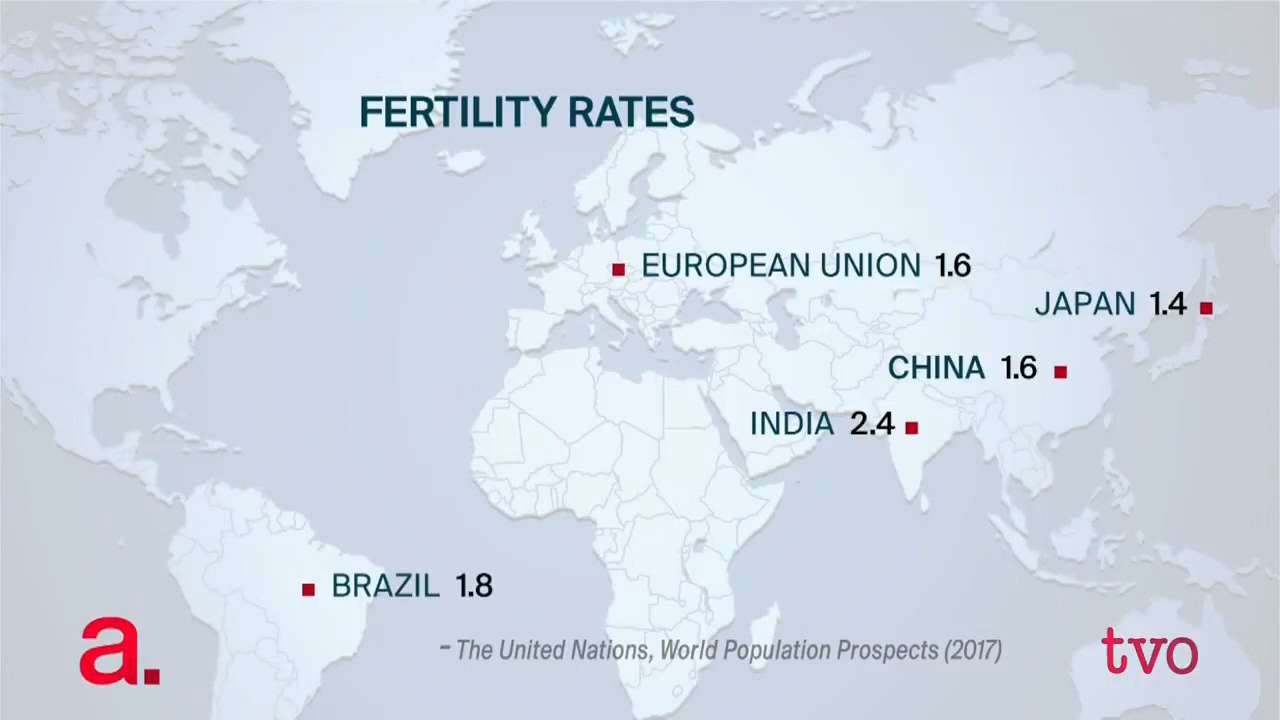 FERTILITY RATES
EUROPEAN UNION 1.6
JAPAN 1.4
CHINA 1.6
INDIA 2.4
BRAZIL 1.8
– The United Nations, World Population Prospects (2017)
a.
tvo